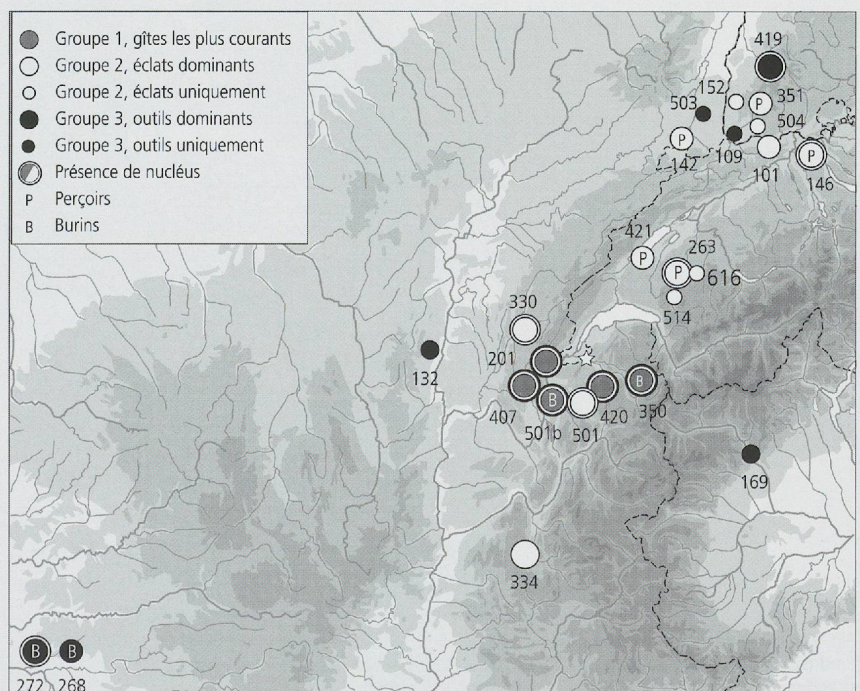 Groupe 1, gîtes les plus courants
Groupe 2, éclats dominants
Groupe 2, éclats uniquement
Groupe 3, outils dominants
Groupe 3, outils uniquement
Présence de nucléus
P Perçoirs
B Burins
419
152
P 351
503
504
P
142
109
101
P
146
421
P
263
P
616
514
330
201
132
407
B
501b
501
420
B
350
169
334
B B
272 268